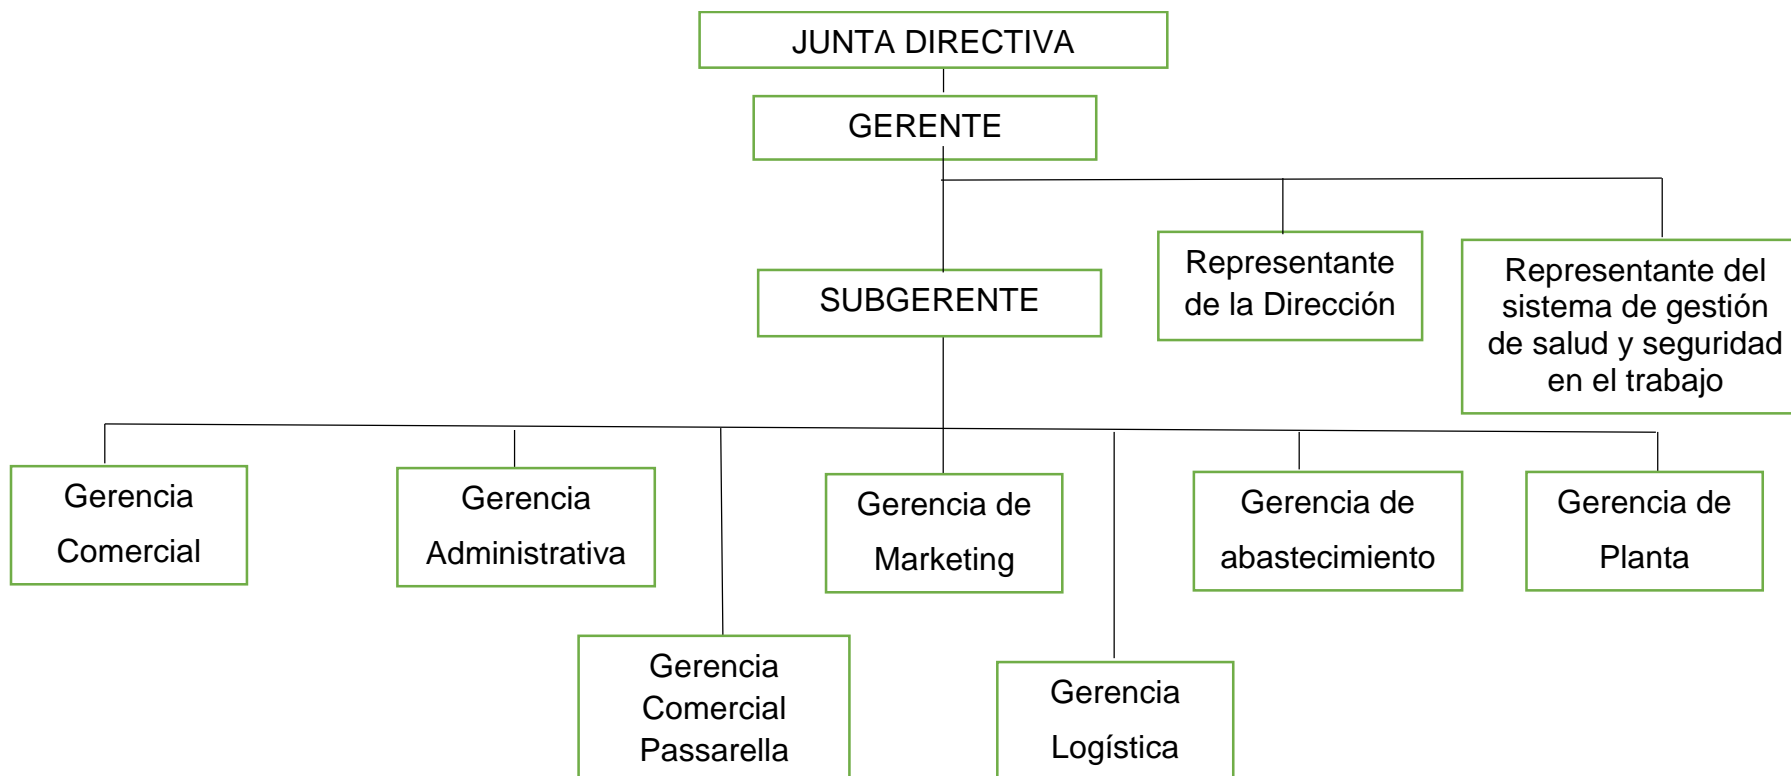 JUNTA DIRECTIVA
GERENTE
SUBGERENTE
Representante
de la Dirección
Representante del
sistema de gestión
de salud y seguridad
en el trabajo
Gerencia
Comercial
Gerencia
Administrativa
Gerencia de
Marketing
Gerencia de
abastecimiento
Gerencia de
Planta
Gerencia
Comercial
Passarella
Gerencia
Logística